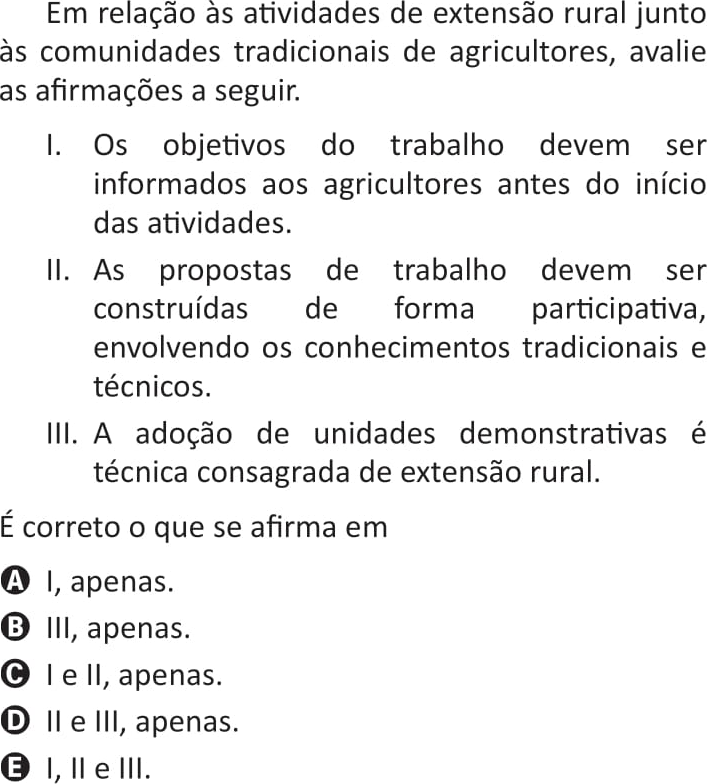 Em relação às atividades de extensão rural junto
às comunidades tradicionais de agricultores, avalie
as afirmações a seguir.
I. Os objetivos do trabalho devem ser
informados aos agricultores antes do início
das atividades.
II. As propostas de trabalho devem ser
construídas de forma participativa,
envolvendo os conhecimentos tradicionais e
técnicos.
III. A adoção de unidades demonstrativas é
técnica consagrada de extensão rural.
É correto o que se afirma em
A I, apenas.
B III, apenas.
C I e II, apenas.
D II e III, apenas.
E I, II e III.